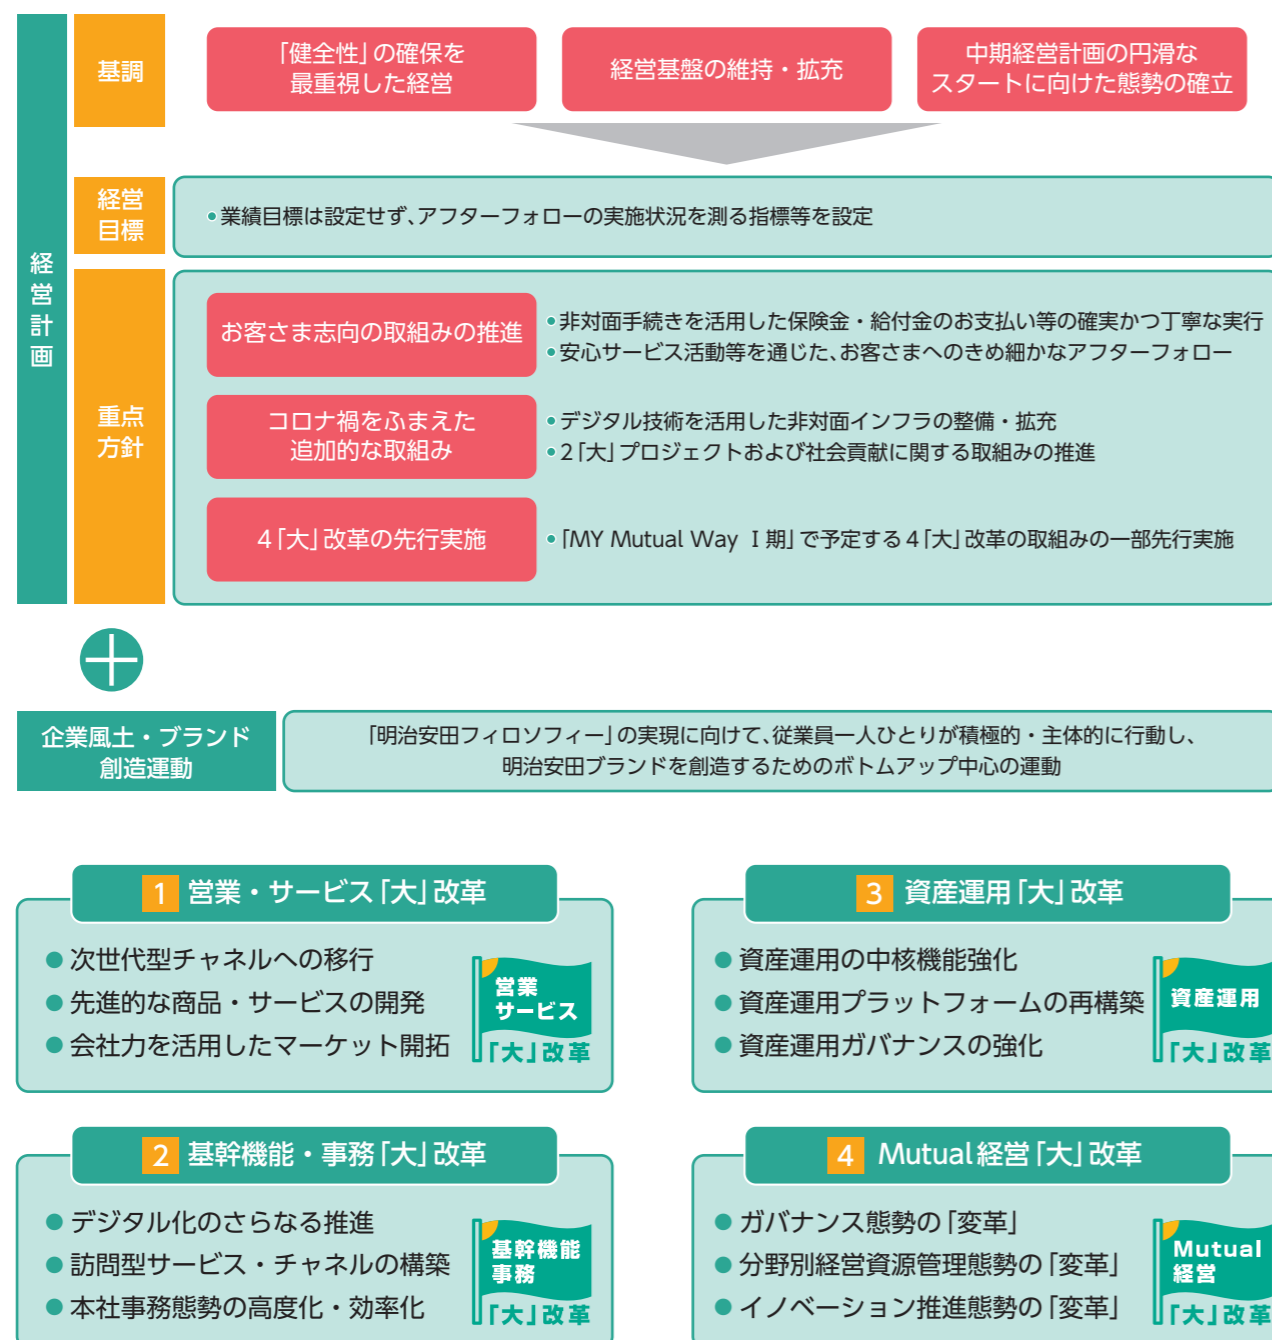 経営計画
基調
「健全性」の確保を
最重視した経営
経営基盤の維持・拡充
中期経営計画の円滑な
スタートに向けた態勢の確立
経営
目標
•業績目標は設定せず、アフターフォローの実施状況を測る指標等を設定
重点
方針
お客さま志向の取組みの推進
•非対面手続きを活用した保険金・給付金のお支払い等の確実かつ丁寧な実行
•安心サービス活動等を通じた、お客さまへのきめ細かなアフターフォロー
コロナ禍をふまえた
追加的な取組み
•デジタル技術を活用した非対面インフラの整備・拡充
•2「大」プロジェクトおよび社会貢献に関する取組みの推進
4「大」改革の先行実施
•「MY Mutual Way Ⅰ期」で予定する4「大」改革の取組みの一部先行実施
企業風土・ブランド
創造運動
「明治安田フィロソフィー」の実現に向けて、従業員一人ひとりが積極的・主体的に行動し、
明治安田ブランドを創造するためのボトムアップ中心の運動
1 営業・サービス「大」改革
●次世代型チャネルへの移行
●先進的な商品・サービスの開発
●会社力を活用したマーケット開拓
営業
サービス
「大」改革
2 基幹機能・事務「大」改革
●デジタル化のさらなる推進
●訪問型サービス・チャネルの構築
●本社事務態勢の高度化・効率化
基幹機能
事務
「大」改革
3 資産運用「大」改革
●資産運用の中核機能強化
●資産運用プラットフォームの再構築
●資産運用ガバナンスの強化
資産運用
「大」改革
4 Mutual経営「大」改革
●ガバナンス態勢の「変革」
●分野別経営資源管理態勢の「変革」
●イノベーション推進態勢の「変革」
Mutual
経営
「大」改革